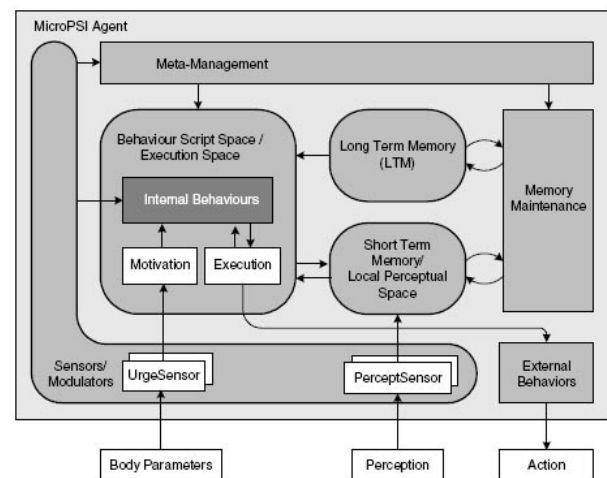 MicroPSI Agent
Meta-Management
Behaviour Script Space /
Execution Space
Long Term Memory
(LTM)
Memory
Maintenance
Internal Behaviours
Motivation
Execution
Short Term
Memory/
Local Perceptual
Space
Sensors/
Modulators
UrgeSensor
PerceptSensor
External
Behaviors
Body Parameters
Perception
Action